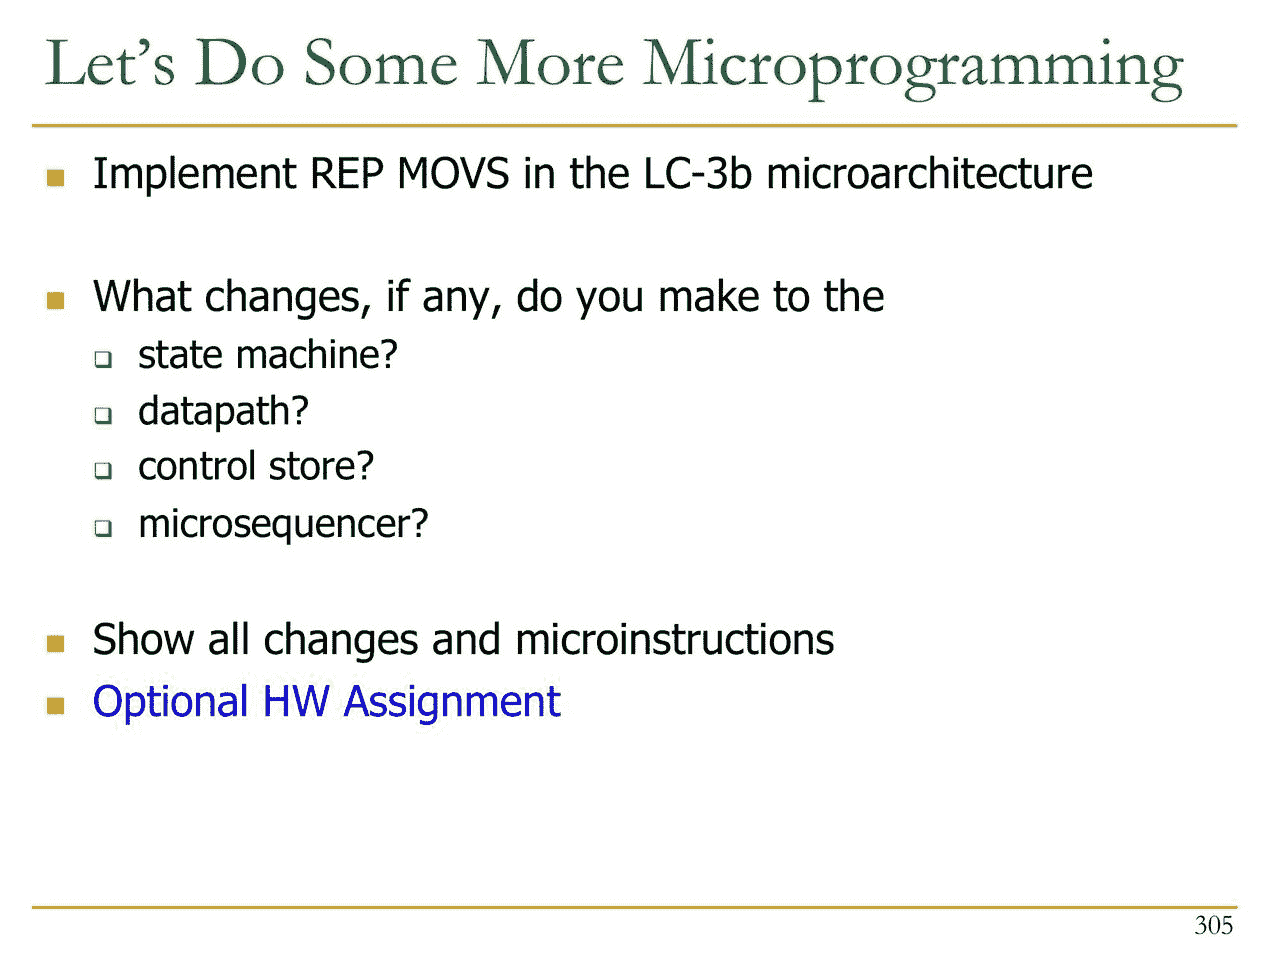 Let's Do Some More Microprogramming
Implement REP MOVS in the LC-3b microarchitecture
What changes, if any, do you make to the
state machine?
datapath?
control store?
microsequencer?
Show all changes and microinstructions
Optional HW Assignment
305